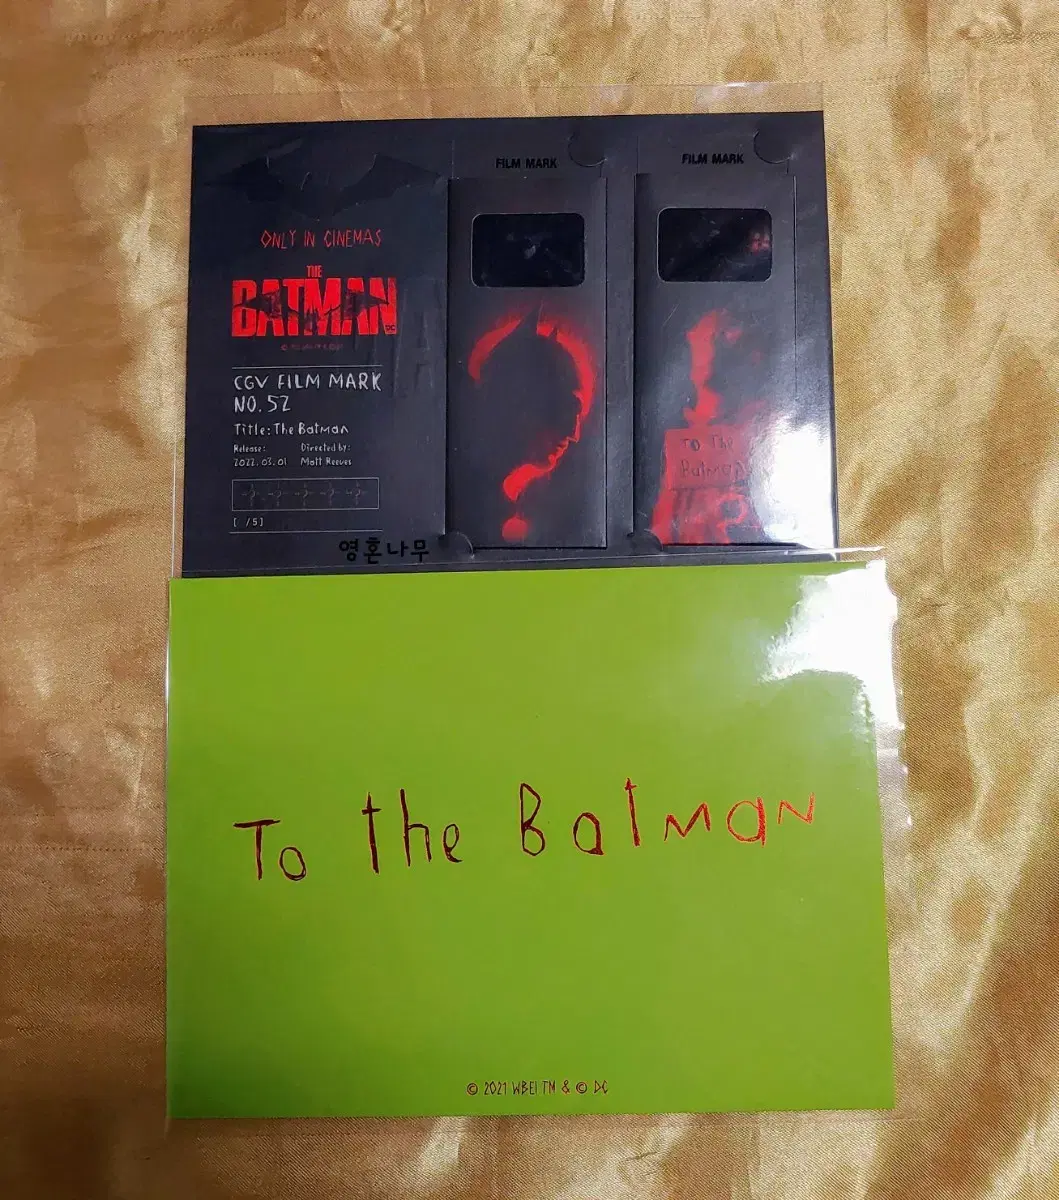 FILM MARK
FILM MARK
ONLY IN CINEMAS
THE
BATMAN
DC
CGV FILM MARK
NO.52
Title: The Batman
Release:
2022.03.01
Directed by:
Matt Reeves
[ /5]
To The
Batman
영혼나무
To the Batman
© 2021 WBEI TM & © DC